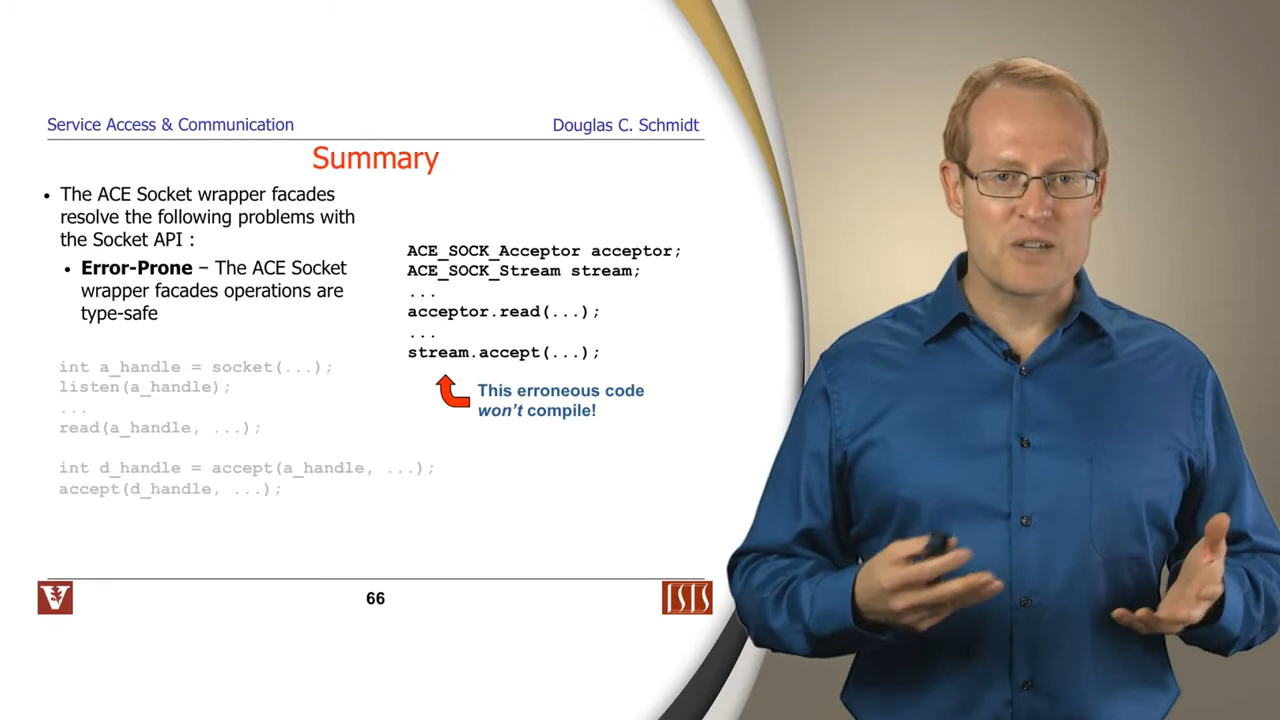 Service Access & Communication
Douglas C. Schmidt
Summary
• The ACE Socket wrapper facades
resolve the following problems with
the Socket API :
• Error-Prone – The ACE Socket
wrapper facades operations are
type-safe
int a_handle = socket(...);
listen(a_handle);
...
read(a_handle, ...);
int d_handle = accept(a_handle, ...);
accept(d_handle, ...);
ACE_SOCK_Acceptor acceptor;
ACE_SOCK_Stream stream;
...
acceptor.read(...);
...
stream.accept(...);
This erroneous code
won't compile!
V
66
ISIS